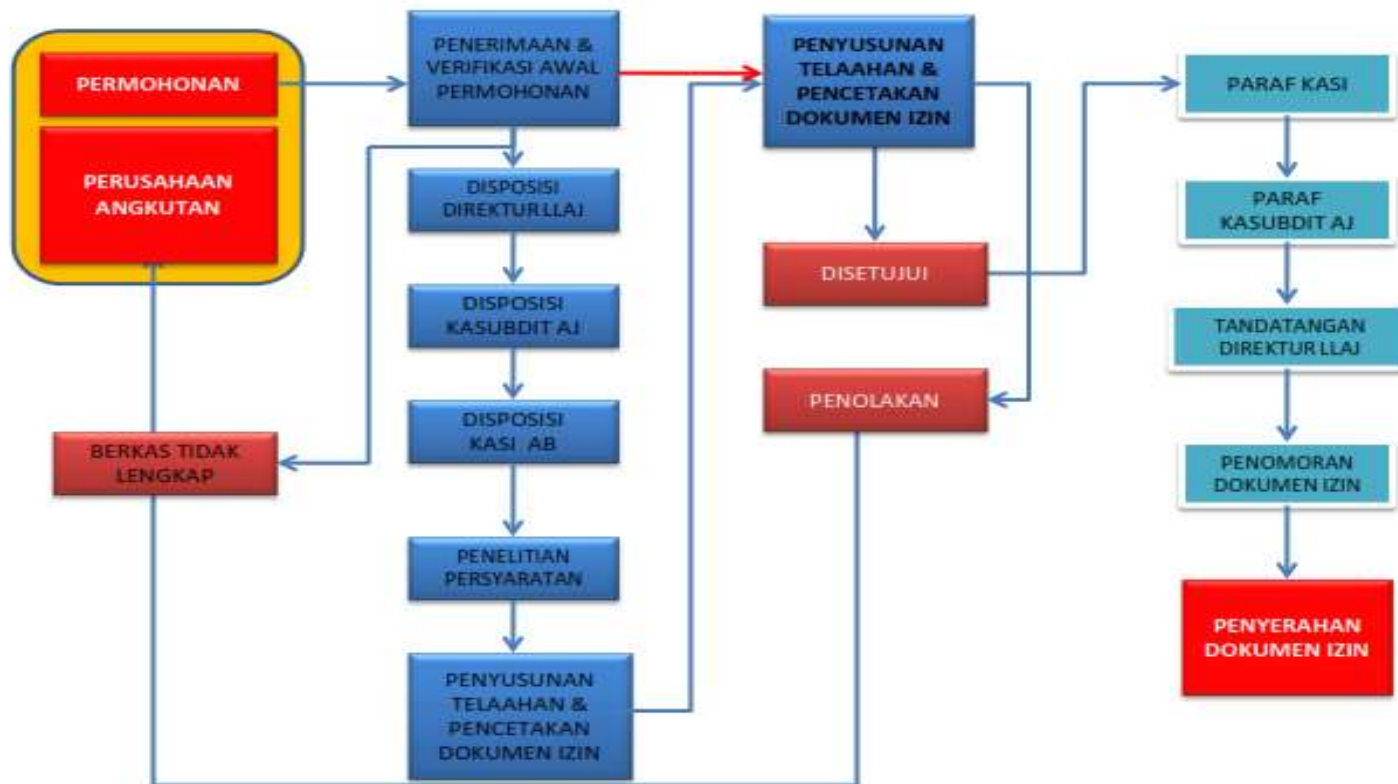 PERMOHONAN
PERUSAHAAN
ANGKUTAN
BERKAS TIDAK
LENGKAP
PENERIMAAN &
VERIFIKASI AWAL
PERMOHONAN
DISPOSISI
DIREKTUR LLAJ
DISPOSISI
KASUBDIT AJ
DISPOSISI
KASI AB
PENELITIAN
PERSYARATAN
PENYUSUNAN
TELAAHAN &
PENCETAKAN
DOKUMEN IZIN
PENYUSUNAN
TELAAHAN &
PENCETAKAN
DOKUMEN IZIN
DISETUJUI
PENOLAKAN
PARAF KASI
PARAF
KASUBDIT AJ
TANDATANGAN
DIREKTUR LLAJ
PENOMORAN
DOKUMEN IZIN
PENYERAHAN
DOKUMEN IZIN